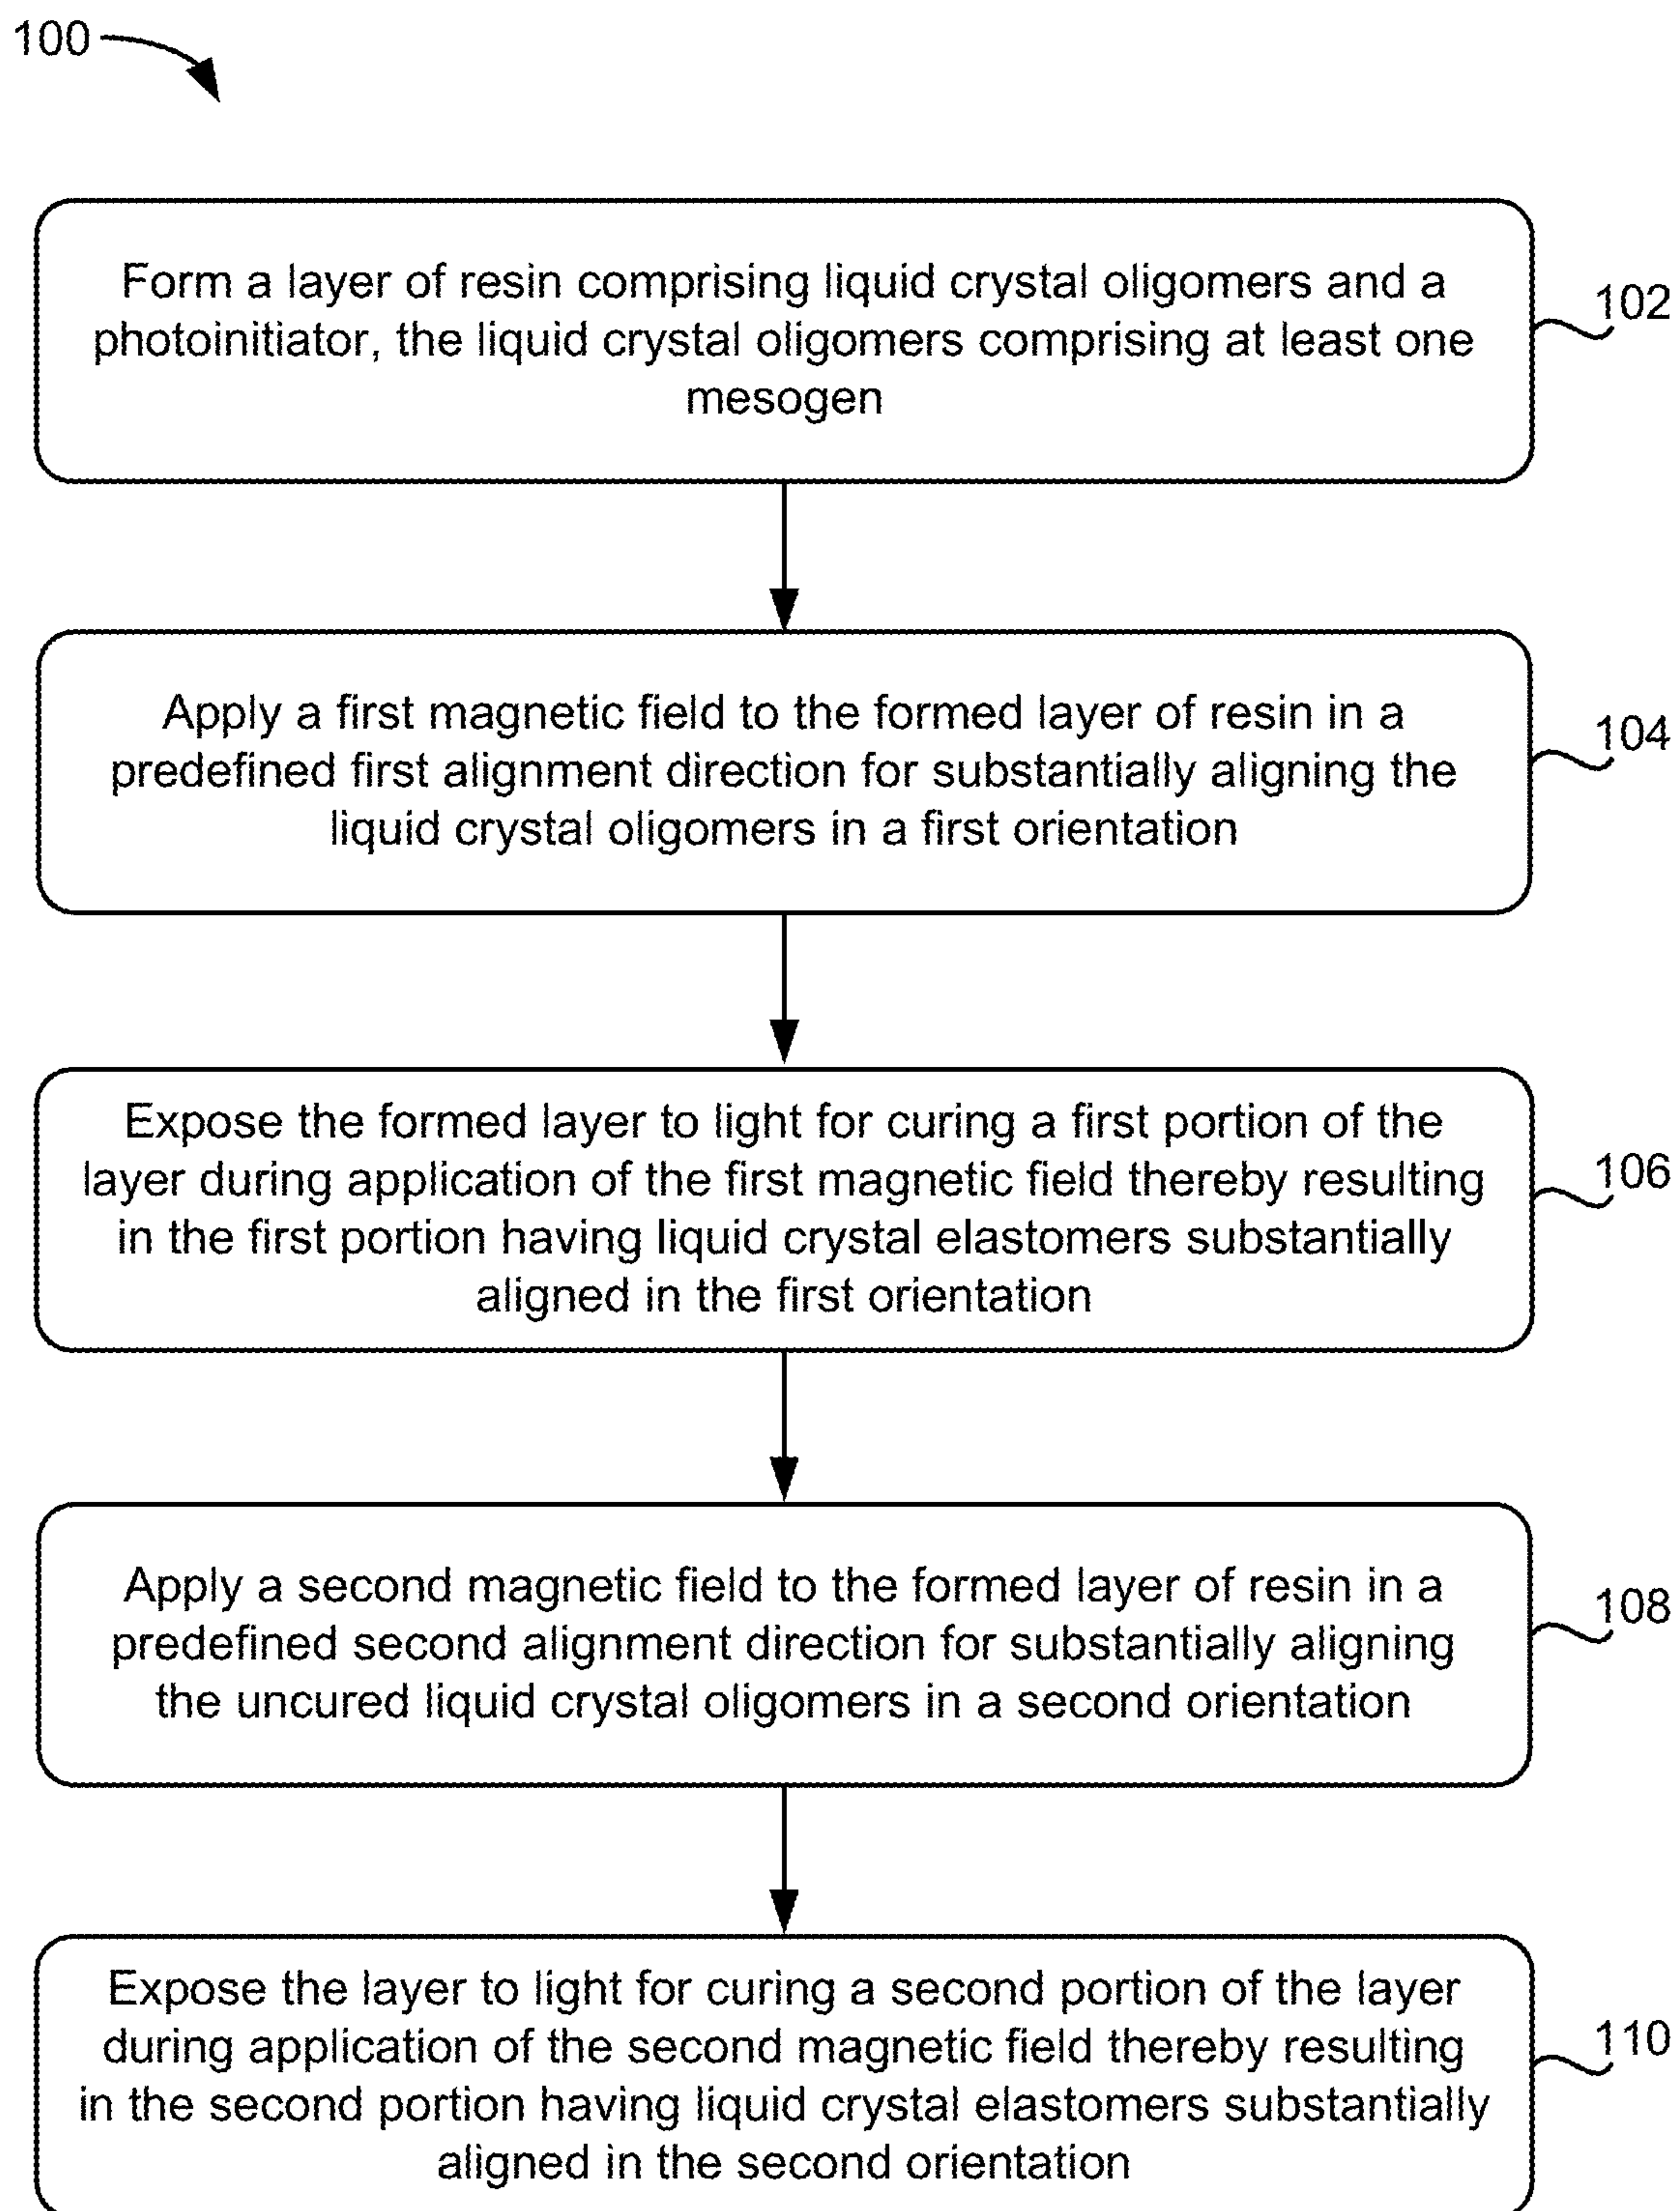 100
Form a layer of resin comprising liquid crystal oligomers and a
photoinitiator, the liquid crystal oligomers comprising at least one
mesogen
102
Apply a first magnetic field to the formed layer of resin in a
predefined first alignment direction for substantially aligning the
liquid crystal oligomers in a first orientation
104
Expose the formed layer to light for curing a first portion of the
layer during application of the first magnetic field thereby resulting
in the first portion having liquid crystal elastomers substantially
aligned in the first orientation
106
Apply a second magnetic field to the formed layer of resin in a
predefined second alignment direction for substantially aligning
the uncured liquid crystal oligomers in a second orientation
108
Expose the layer to light for curing a second portion of the layer
during application of the second magnetic field thereby resulting
in the second portion having liquid crystal elastomers substantially
aligned in the second orientation
110